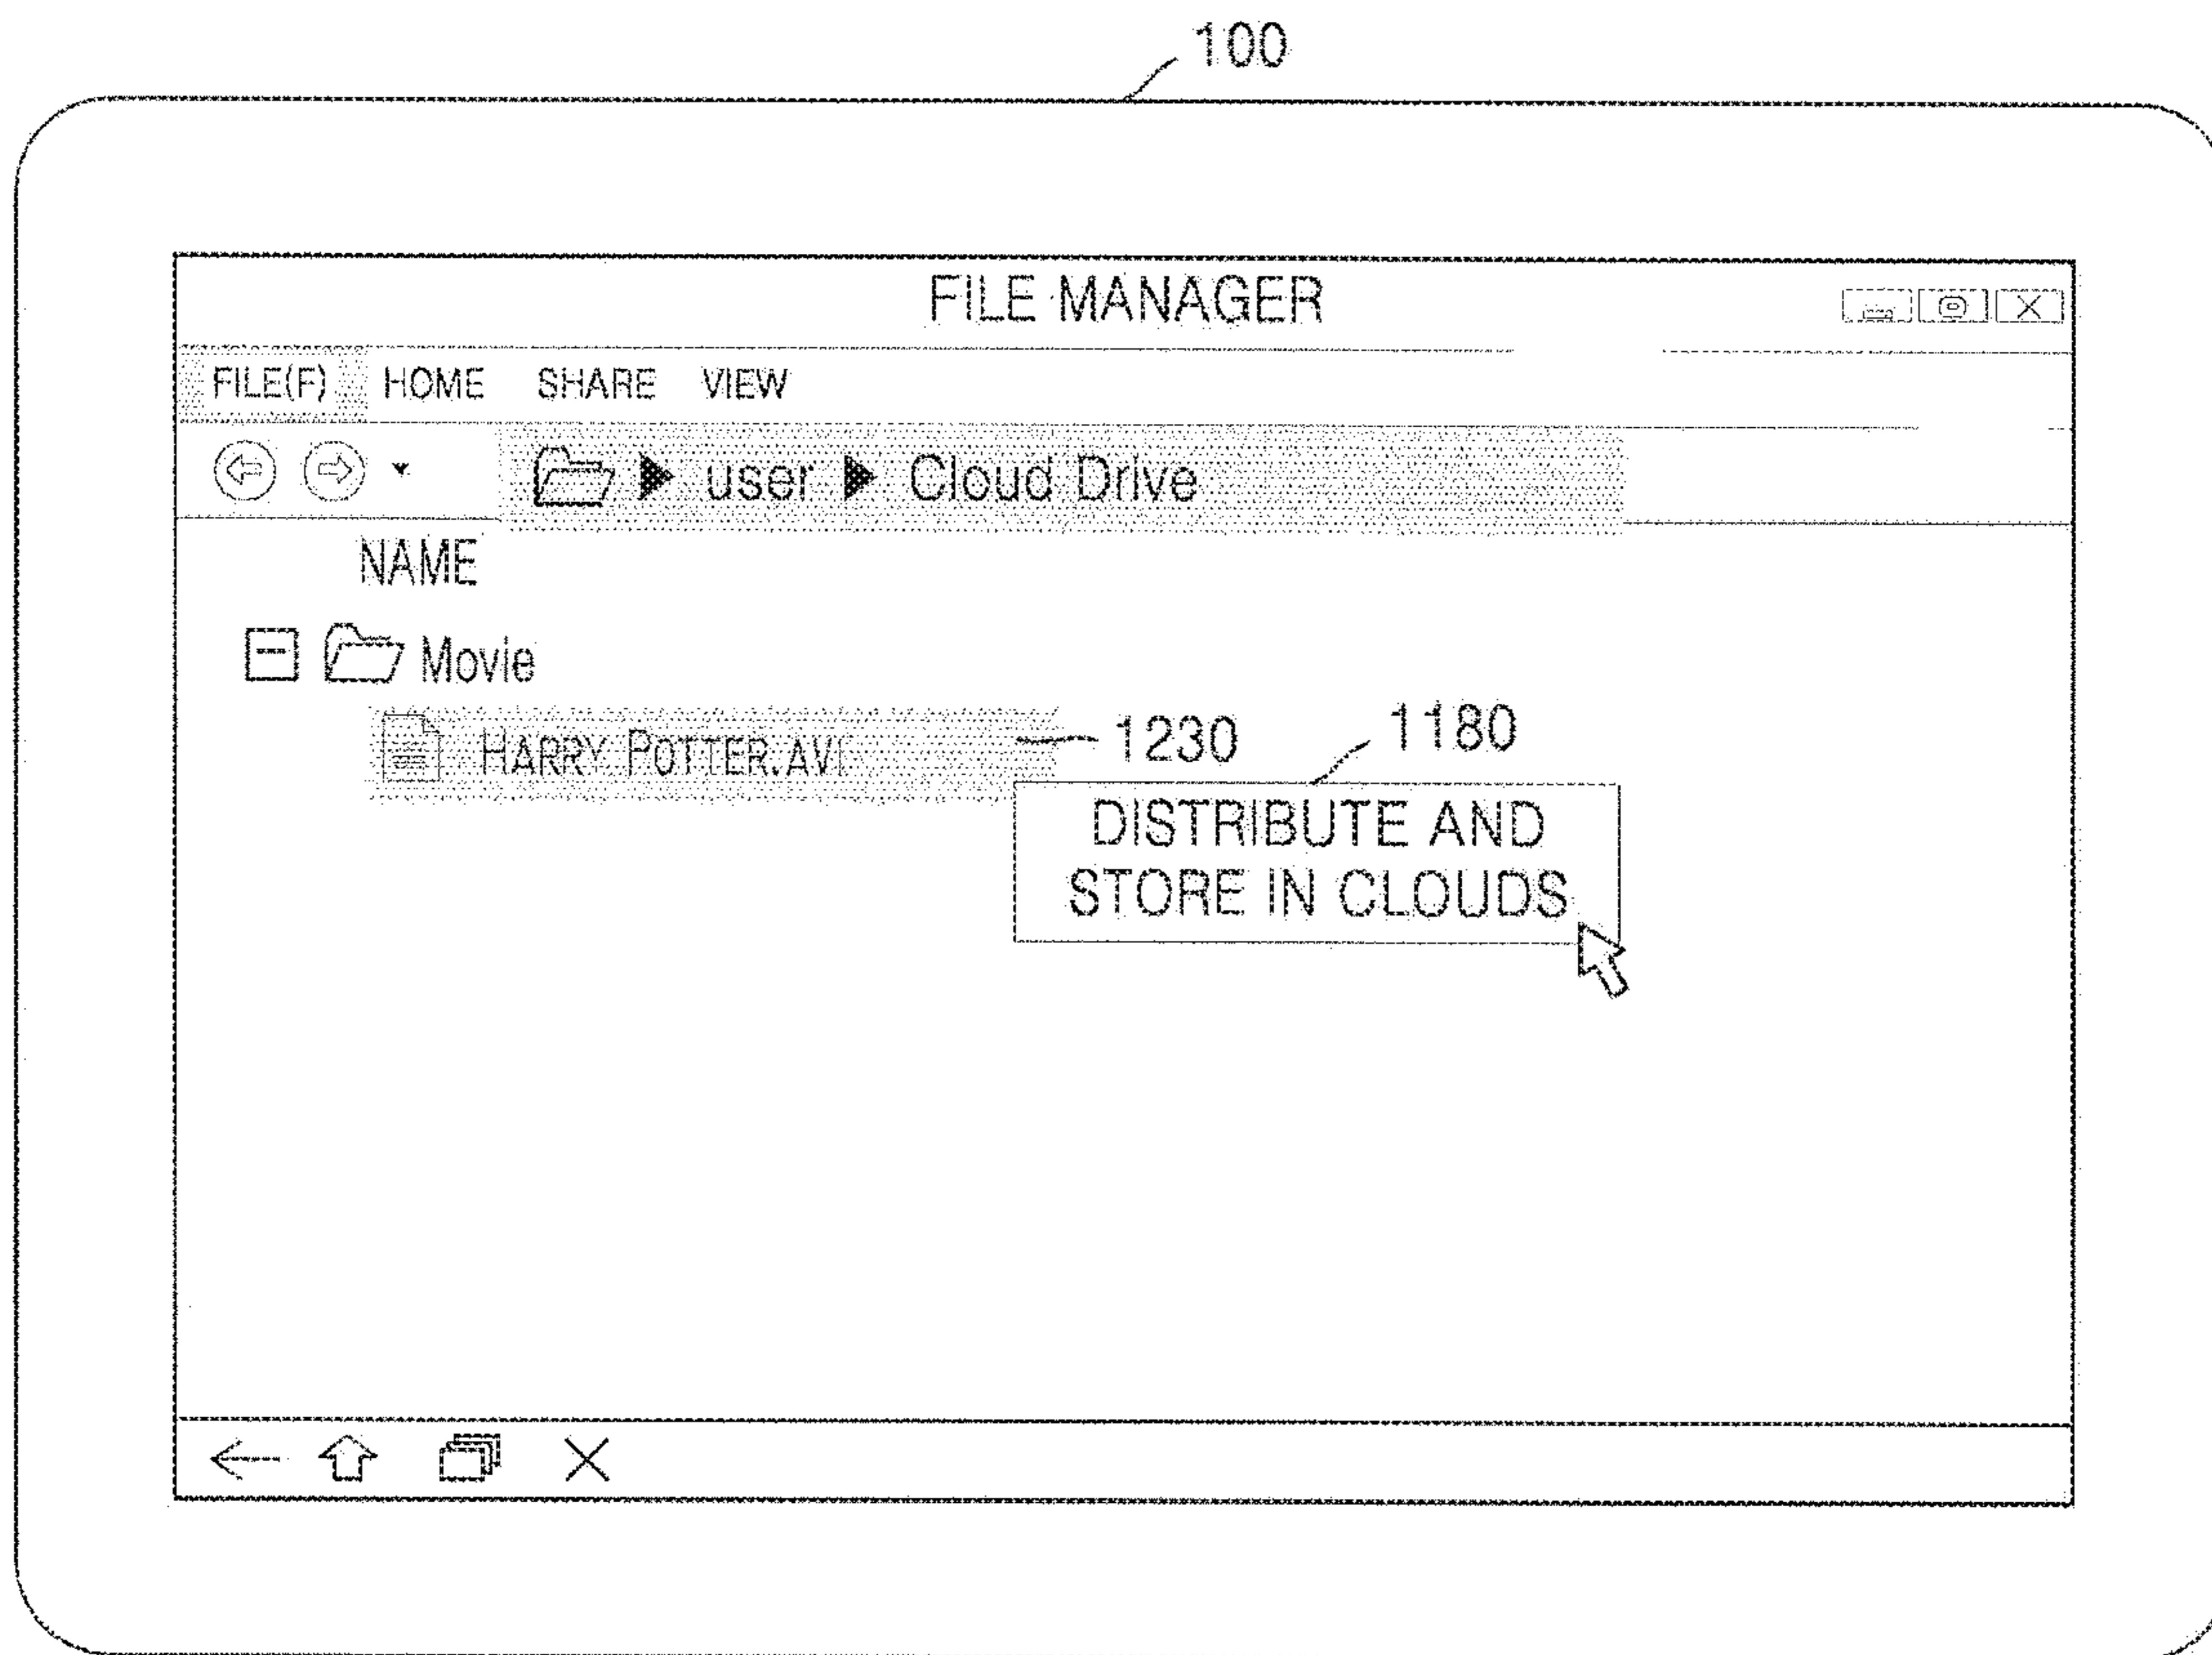 100
FILE MANAGER
FILE(F) HOME SHARE VIEW
user Cloud Drive
NAME
Movie
HARRY POTTER.AVI 1230 1180
DISTRIBUTE AND
STORE IN CLOUDS